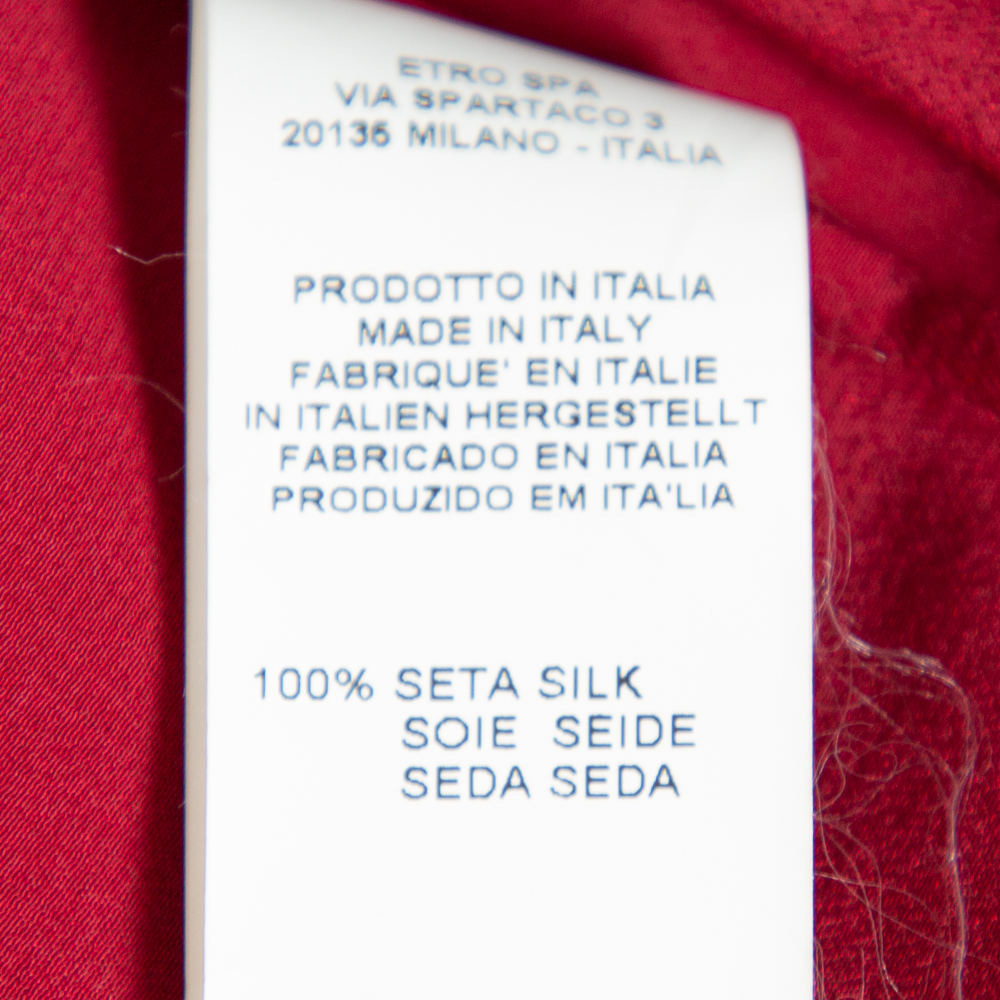 ETRO SPA
VIA SPARTACO 3
20136 MILANO - ITALIA
PRODOTTO IN ITALIA
MADE IN ITALY
FABRIQUE' EN ITALIE
IN ITALIEN HERGESTELLT
FABRICADO EN ITALIA
PRODUZIDO EM ITA'LIA
100% SETA SILK
SOIE SEIDE
SEDA SEDA